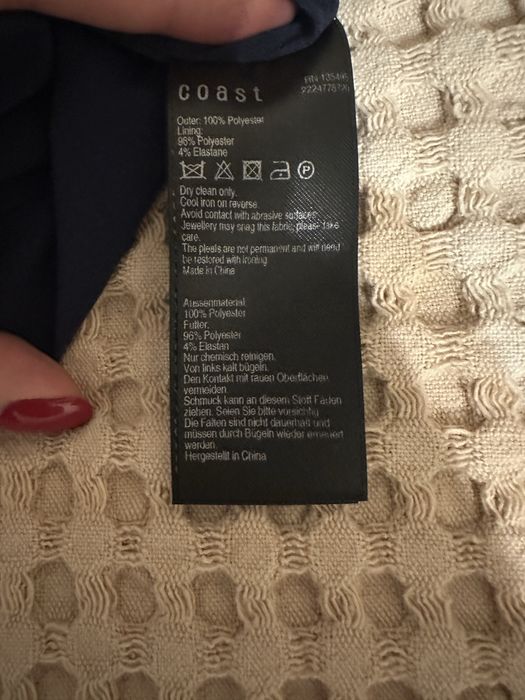 coast
RN 135495
Outer: 100% Polyester
Lining:
96% Polyester
4% Elastane
P
Dry clean only.
Cool iron on reverse.
Avoid contact with abrasive surfaces.
Jewellery may snag this fabric, please take
care.
The pleats are not permanent and will need
be restored with ironing
Made in China
Aussenmaterial:
100% Polyester
Futter:
96% Polyester
4% Elastan
Nur chemisch reinigen.
Von links kalt bügeln.
Den Kontakt mit rauen Oberflächen
vermeiden.
Schmuck kann an diesem Stoff Fäden
ziehen. Seien Sie bitte vorsichtig
Die Falten sind nicht dauerhaft und
müssen durch Bügeln wieder erneuert
werden.
Hergestellt in China